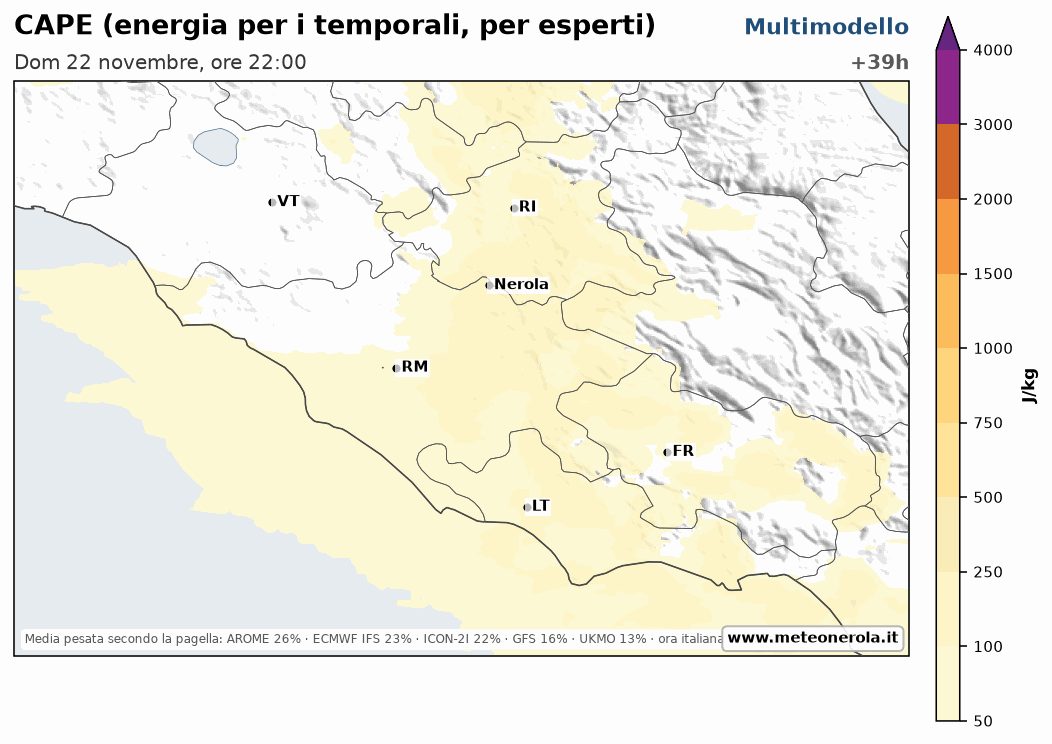 CAPE (energia per i temporali, per esperti)
Multimodello
Dom 22 novembre, ore 22:00
+39h
4000
3000
2000
1500
1000
750
500
250
100
50
J/kg
VT
RI
Nerola
RM
FR
LT
Media pesata secondo la pagella: AROME 26% · ECMWF IFS 23% · ICON-2I 22% · GFS 16% · UKMO 13% · ora italiana
www.meteonerola.it